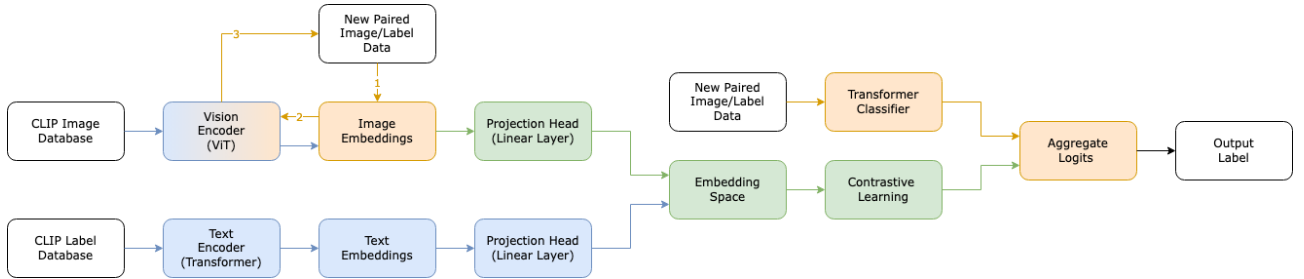 New Paired
Image/Label
Data
3
1
CLIP Image
Database
Vision
Encoder
(ViT)
2
Image
Embeddings
Projection Head
(Linear Layer)
New Paired
Image/Label
Data
Transformer
Classifier
Aggregate
Logits
Output
Label
Embedding
Space
Contrastive
Learning
CLIP Label
Database
Text
Encoder
(Transformer)
Text
Embeddings
Projection Head
(Linear Layer)